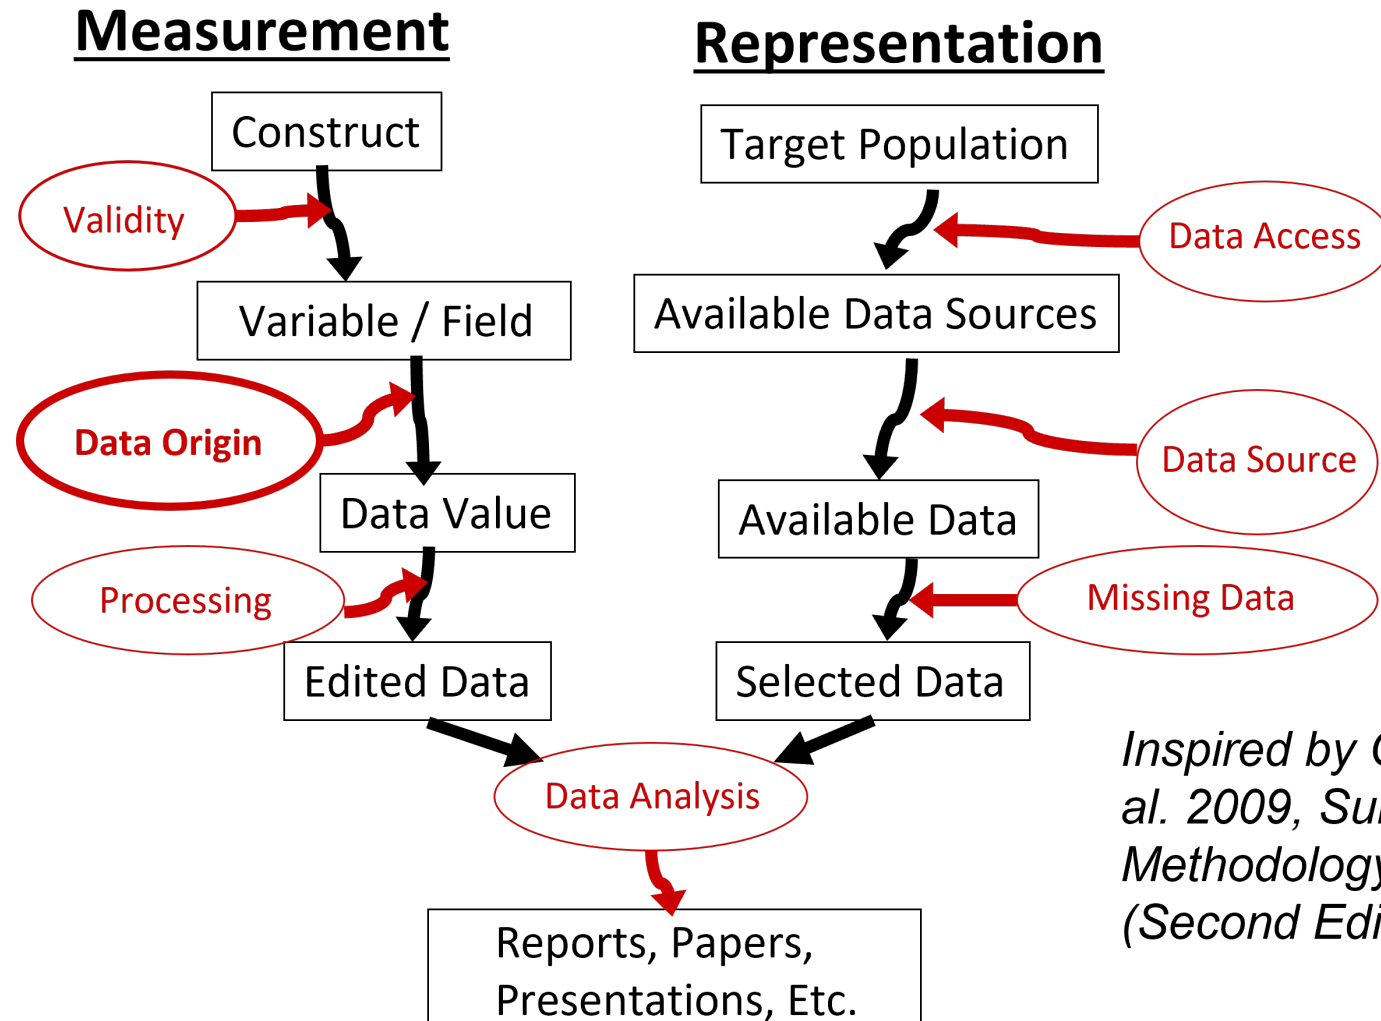 Measurement
Construct
Validity
Variable / Field
Data Origin
Data Value
Processing
Edited Data
Representation
Target Population
Data Access
Available Data Sources
Data Source
Available Data
Missing Data
Selected Data
Data Analysis
Reports, Papers,
Presentations, Etc.
Inspired by
al. 2009,
Methodology
(Second